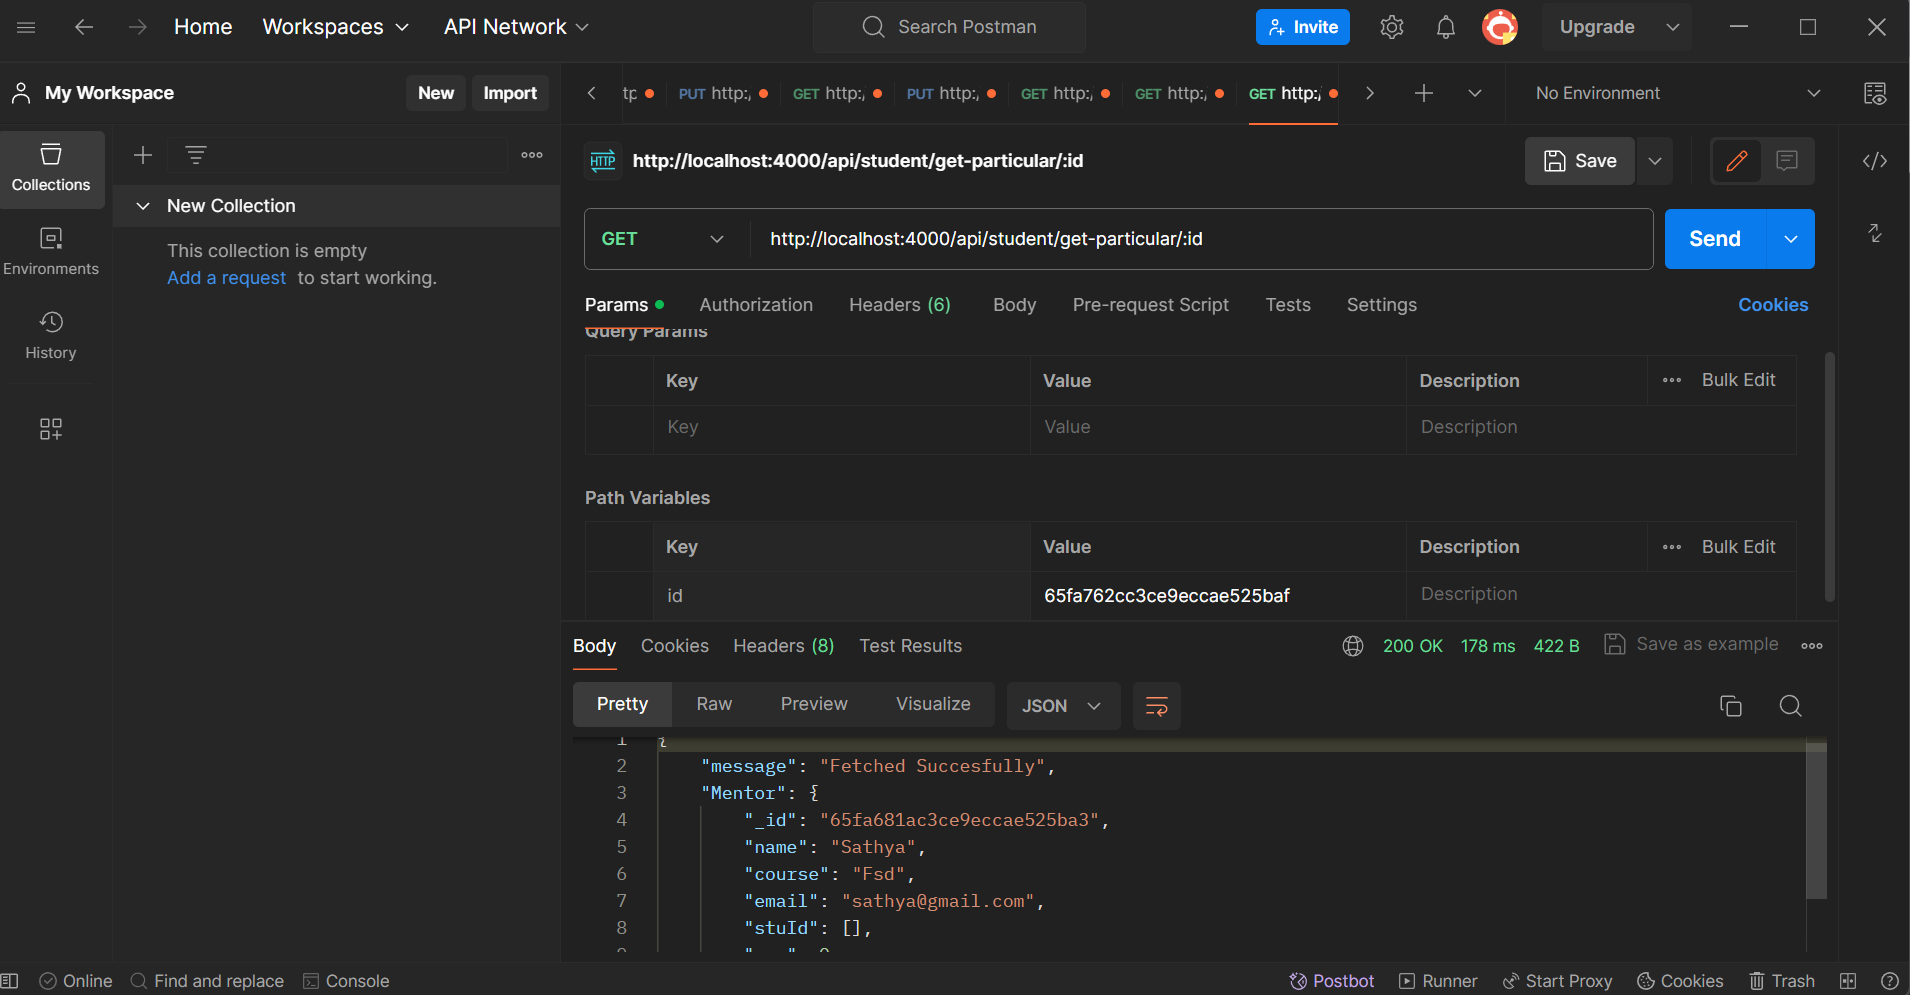 Home Workspaces API Network Search Postman Invite Upgrade
My Workspace New Import PUT http:/ GET http:/ PUT http:/ GET http:/ GET http:/ GET http:/ No Environment
Collections
Environments
History
New Collection
This collection is empty
Add a request to start working.
HTTP http://localhost:4000/api/student/get-particular/:id Save
GET http://localhost:4000/api/student/get-particular/:id Send
Params Authorization Headers (6) Body Pre-request Script Tests Settings Cookies
Query Params
Key Value Description Bulk Edit
Key Value Description
Path Variables
Key Value Description Bulk Edit
id 65fa762cc3ce9eccae525baf Description
Body Cookies Headers (8) Test Results 200 OK 178 ms 422 B Save as example
Pretty Raw Preview Visualize JSON
1 {
2 "message": "Fetched Succesfully",
3 "Mentor": {
4 "_id": "65fa681ac3ce9eccae525ba3",
5 "name": "Sathya",
6 "course": "Fsd",
7 "email": "sathya@gmail.com",
8 "stuId": [],
Online Find and replace Console Postbot Runner Start Proxy Cookies Trash